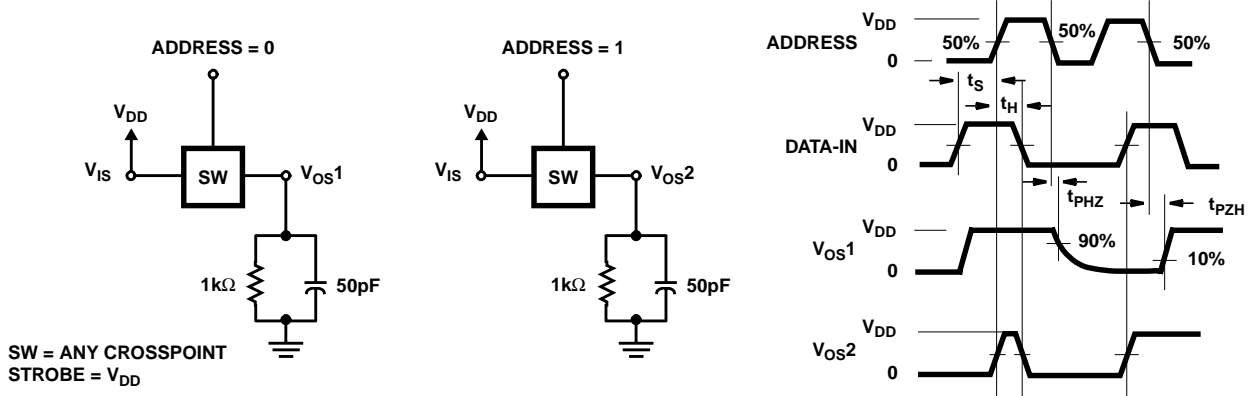 ADDRESS = 0
V_DD
V_IS
SW
V_OS1
1kΩ
50pF
ADDRESS = 1
V_DD
V_IS
SW
V_OS2
1kΩ
50pF
SW = ANY CROSSPOINT
STROBE = V_DD
ADDRESS
V_DD
0
50%
50%
50%
t_S
t_H
DATA-IN
V_DD
0
t_PHZ
t_PZH
V_OS1
V_DD
0
90%
10%
V_OS2
V_DD
0